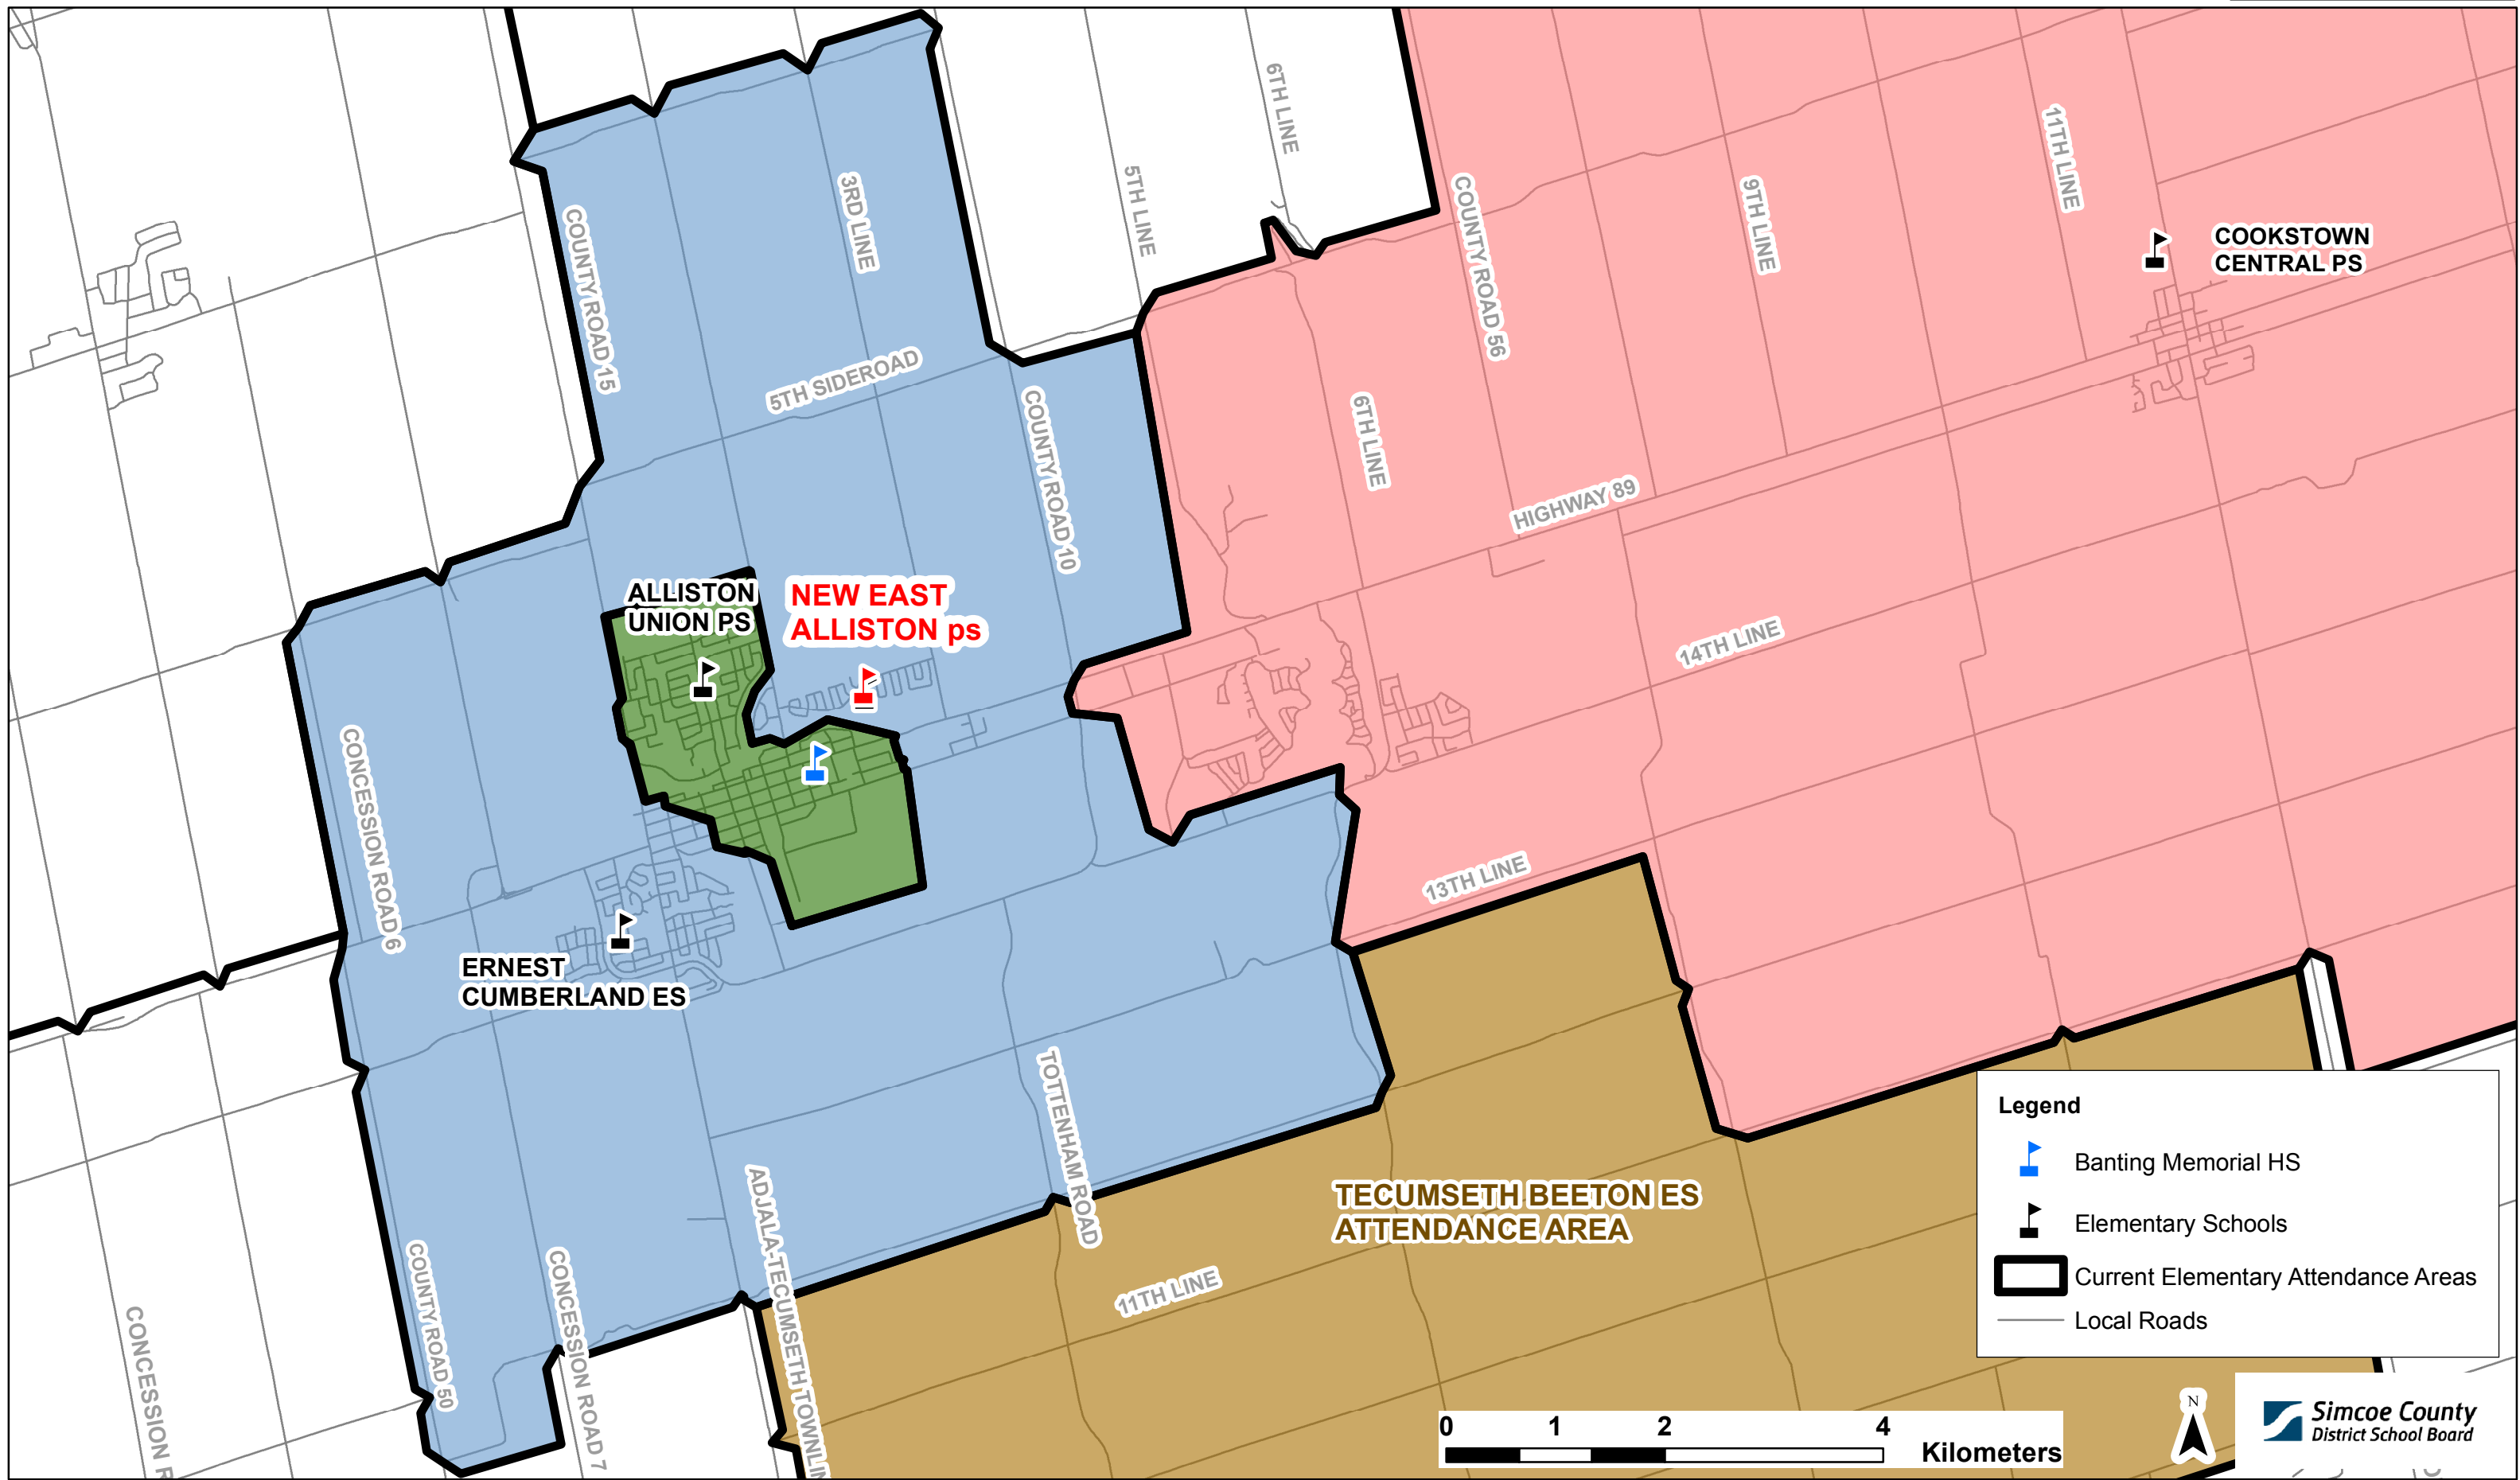 6TH LINE
11TH LINE
5TH LINE
3RD LINE
COUNTY ROAD 56
9TH LINE
COUNTY ROAD 15
COOKSTOWN
CENTRAL PS
5TH SIDEROAD
COUNTY ROAD 10
6TH LINE
HIGHWAY 89
ALLISTON
UNION PS
NEW EAST
ALLISTON ps
14TH LINE
CONCESSION ROAD 6
13TH LINE
ERNEST
CUMBERLAND ES
TOTTENHAM ROAD
ADJALA-TECUMSETH TOWNLIN
TECUMSETH BEETON ES
ATTENDANCE AREA
COUNTY ROAD 50
CONCESSION ROAD 7
11TH LINE
CONCESSION R
Legend
Banting Memorial HS
Elementary Schools
Current Elementary Attendance Areas
Local Roads
0 1 2 4
Kilometers
N
Simcoe County
District School Board